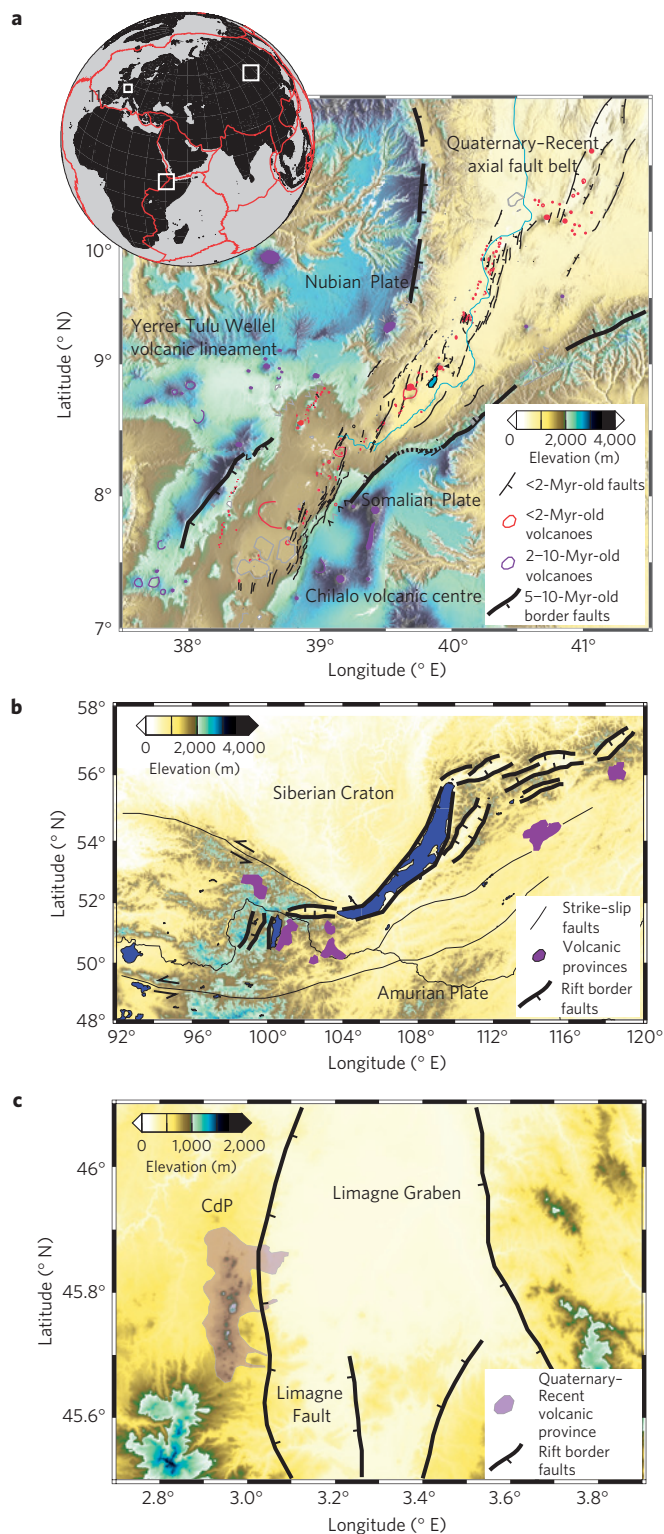 a
Quaternary–Recent
axial fault belt
10°
Nubian Plate
Yerrer Tulu Wellel
volcanic lineament
9°
Latitude (° N)
0 2,000 4,000
Elevation (m)
<2-Myr-old faults
8°
Somalian Plate
<2-Myr-old
volcanoes
2–10-Myr-old
volcanoes
Chilalo volcanic centre
5–10-Myr-old
border faults
7°
38° 39° 40° 41°
Longitude (° E)
b
58°
0 2,000 4,000
Elevation (m)
56°
Siberian Craton
Latitude (° N)
54°
52°
Strike–slip
faults
Volcanic
provinces
50°
Amurian Plate
Rift border
faults
48°
92° 96° 100° 104° 108° 112° 116° 120°
Longitude (° E)
c
0 1,000 2,000
Elevation (m)
46°
Limagne Graben
CdP
Latitude (° N)
45.8°
Quaternary–
Recent
volcanic
province
Limagne
Fault
45.6°
Rift border
faults
2.8° 3.0° 3.2° 3.4° 3.6° 3.8°
Longitude (° E)